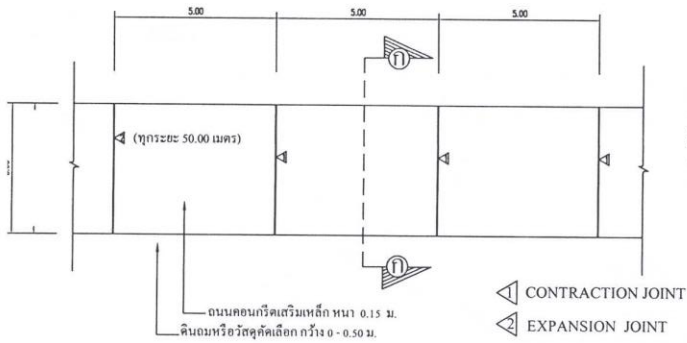 5.00 5.00 5.00
ก
(ทุกระยะ 50.00 เมตร)
ก
ถนนคอนกรีตเสริมเหล็ก หนา 0.15 ม.
ดินถมหรือวัสดุคัดเลือก กว้าง 0 - 0.50 ม.
1 CONTRACTION JOINT
2 EXPANSION JOINT